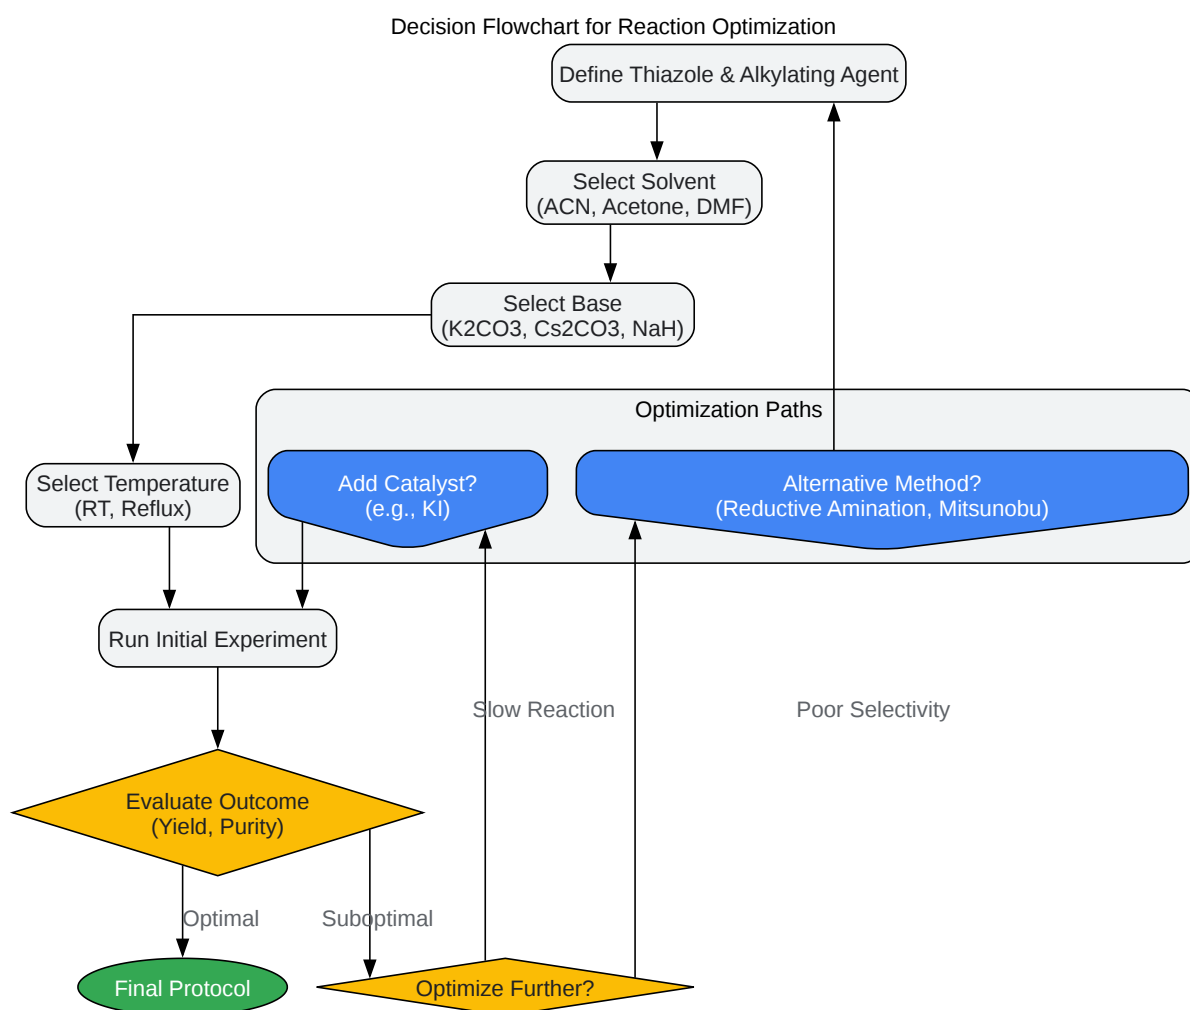 Decision Flowchart for Reaction Optimization
Define Thiazole & Alkylating Agent
Select Solvent
(ACN, Acetone, DMF)
Select Base
(K2CO3, Cs2CO3, NaH)
Optimization Paths
Select Temperature
(RT, Reflux)
Add Catalyst?
(e.g., KI)
Alternative Method?
(Reductive Amination, Mitsunobu)
Run Initial Experiment
Slow Reaction
Poor Selectivity
Evaluate Outcome
(Yield, Purity)
Optimal
Suboptimal
Final Protocol
Optimize Further?